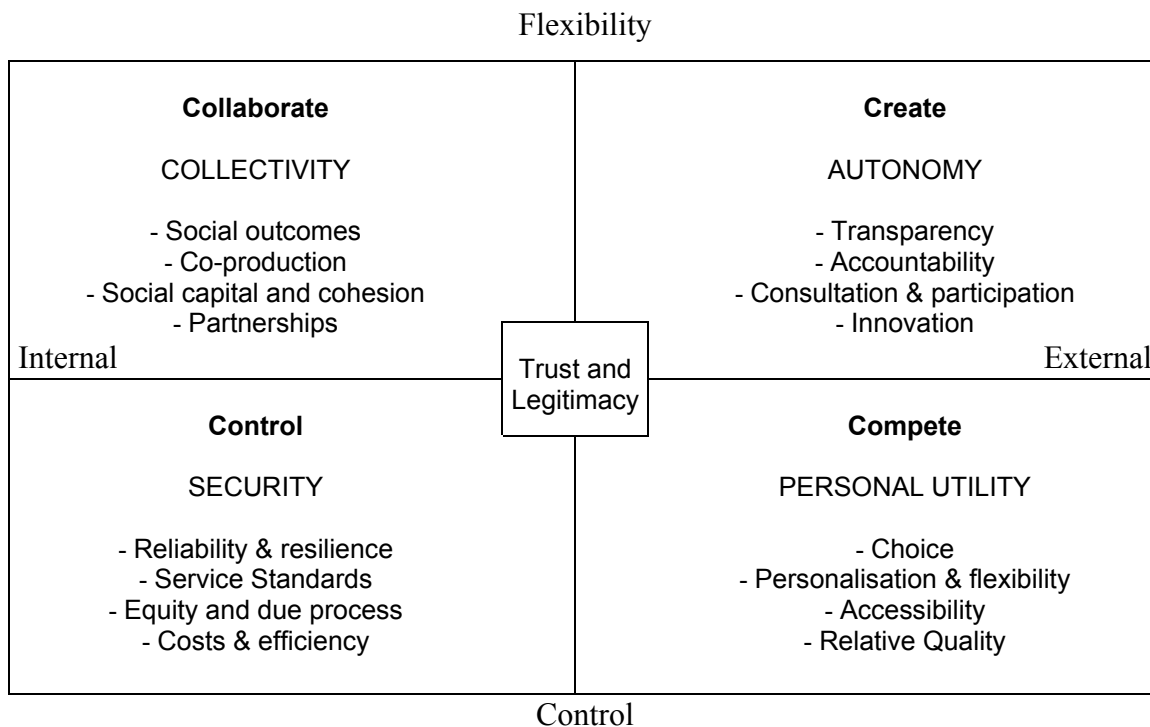 Flexibility
Collaborate
COLLECTIVITY
- Social outcomes
- Co-production
- Social capital and cohesion
- Partnerships
Create
AUTONOMY
- Transparency
- Accountability
- Consultation & participation
- Innovation
Internal
Trust and
Legitimacy
External
Control
SECURITY
- Reliability & resilience
- Service Standards
- Equity and due process
- Costs & efficiency
Compete
PERSONAL UTILITY
- Choice
- Personalisation & flexibility
- Accessibility
- Relative Quality
Control